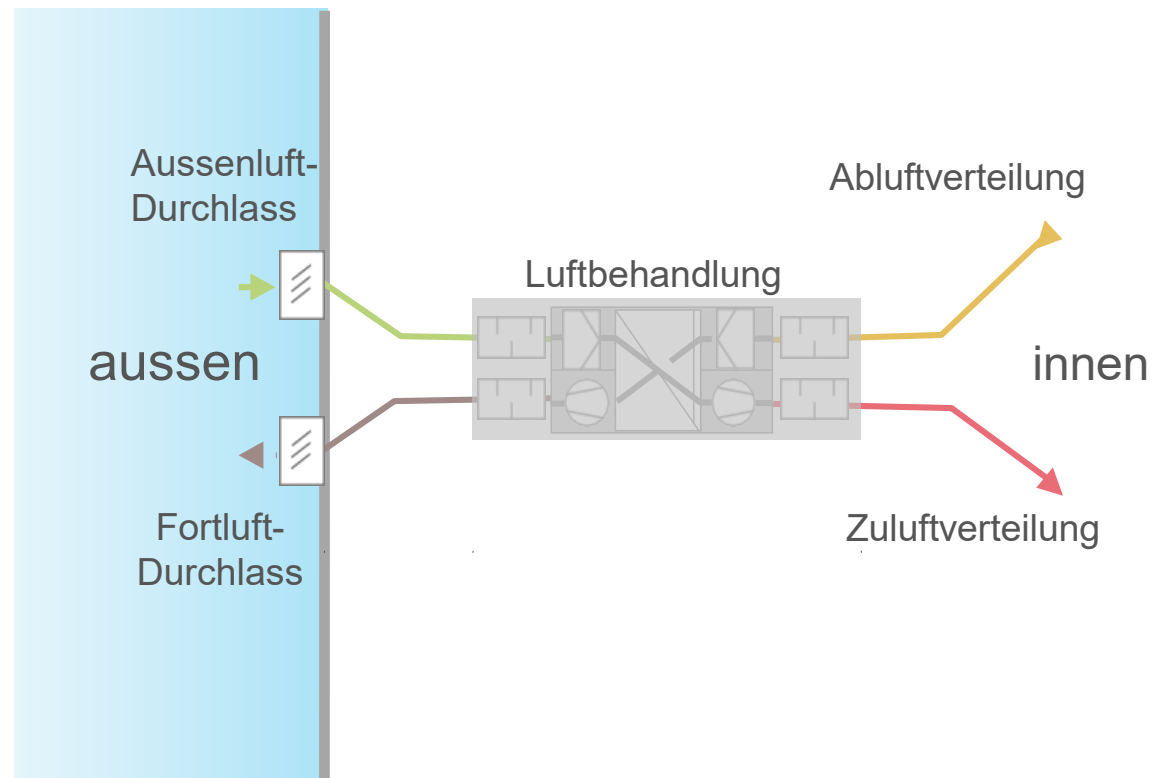 Aussenluft-
Durchlass
Abluftverteilung
Luftbehandlung
aussen
innen
Fortluft-
Durchlass
Zuluftverteilung